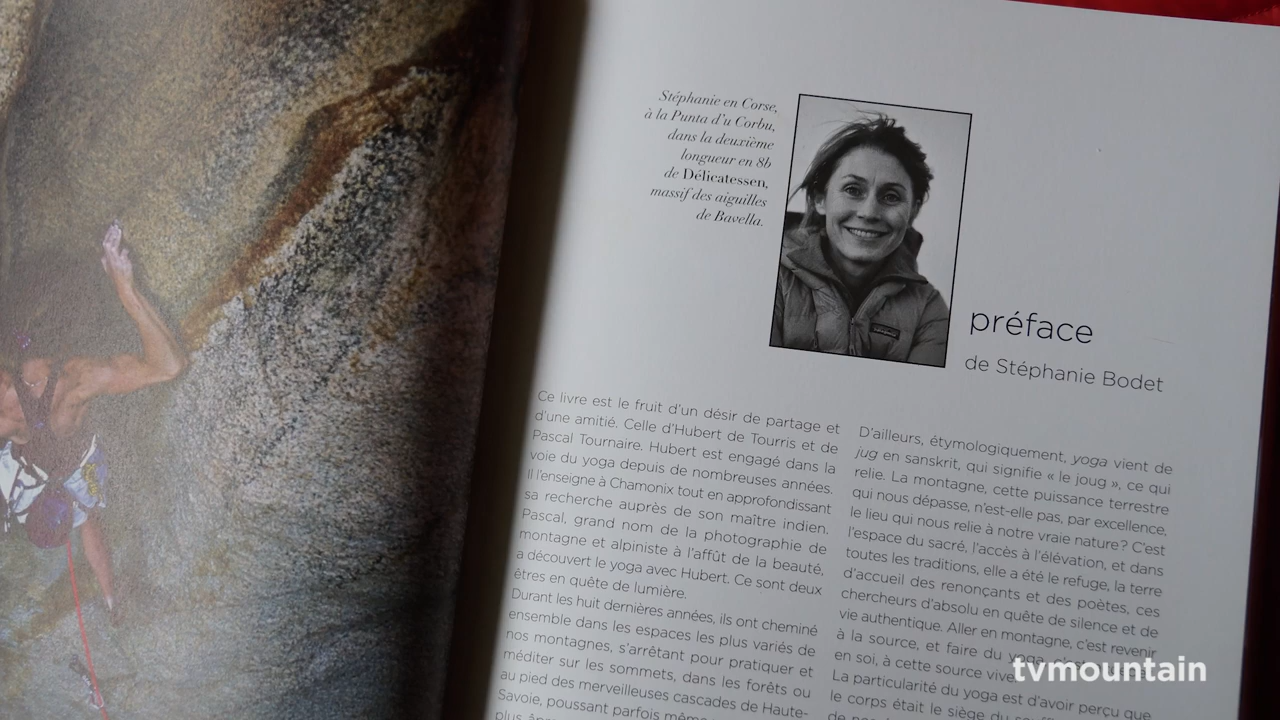 Stéphanie en Corse,
à la Punta d'u Corbu,
dans la deuxième
longueur en 8b
de Délicatessen,
massif des aiguilles
de Bavella.
préface
de Stéphanie Bodet
Ce livre est le fruit d'un désir de partage et
d'une amitié. Celle d'Hubert de Tourris et de
Pascal Tournaire. Hubert est engagé dans la
voie du yoga depuis de nombreuses années.
Il l'enseigne à Chamonix tout en approfondissant
sa recherche auprès de son maître indien.
Pascal, grand nom de la photographie de
montagne et alpiniste à l'affût de la beauté,
a découvert le yoga avec Hubert. Ce sont deux
êtres en quête de lumière.
Durant les huit dernières années, ils ont cheminé
ensemble dans les espaces les plus variés de
nos montagnes, s'arrêtant pour pratiquer et
méditer sur les sommets, dans les forêts ou
au pied des merveilleuses cascades de Haute-
Savoie, poussant parfois même
plus
D'ailleurs, étymologiquement, yoga vient de
jug en sanskrit, qui signifie « le joug », ce qui
relie. La montagne, cette puissance terrestre
qui nous dépasse, n'est-elle pas, par excellence,
le lieu qui nous relie à notre vraie nature ? C'est
l'espace du sacré, l'accès à l'élévation, et dans
toutes les traditions, elle a été le refuge, la terre
d'accueil des renonçants et des poètes, ces
chercheurs d'absolu en quête de silence et de
vie authentique. Aller en montagne, c'est revenir
à la source, et faire du yoga
en soi, à cette source vive
La particularité du yoga est d'avoir perçu que
le corps était le siège du
tvmountain